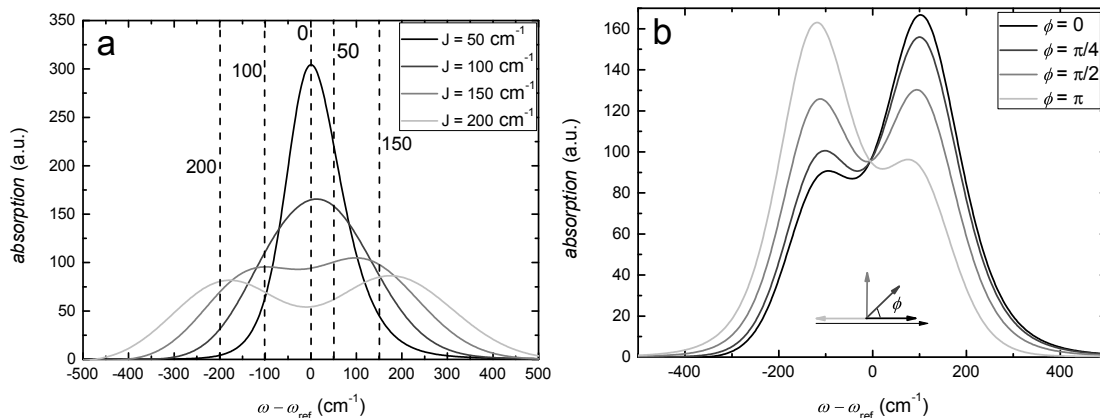 a
0
J = 50 cm⁻¹
J = 100 cm⁻¹
J = 150 cm⁻¹
J = 200 cm⁻¹
50
100
150
200
350
300
250
200
150
100
50
0
absorption (a.u.)
-500 -400 -300 -200 -100 0 100 200 300 400 500
ω − ω_ref (cm⁻¹)
b
ϕ = 0
ϕ = π/4
ϕ = π/2
ϕ = π
160
140
120
100
80
60
40
20
0
absorption (a.u.)
ϕ
-400 -200 0 200 400
ω − ω_ref (cm⁻¹)